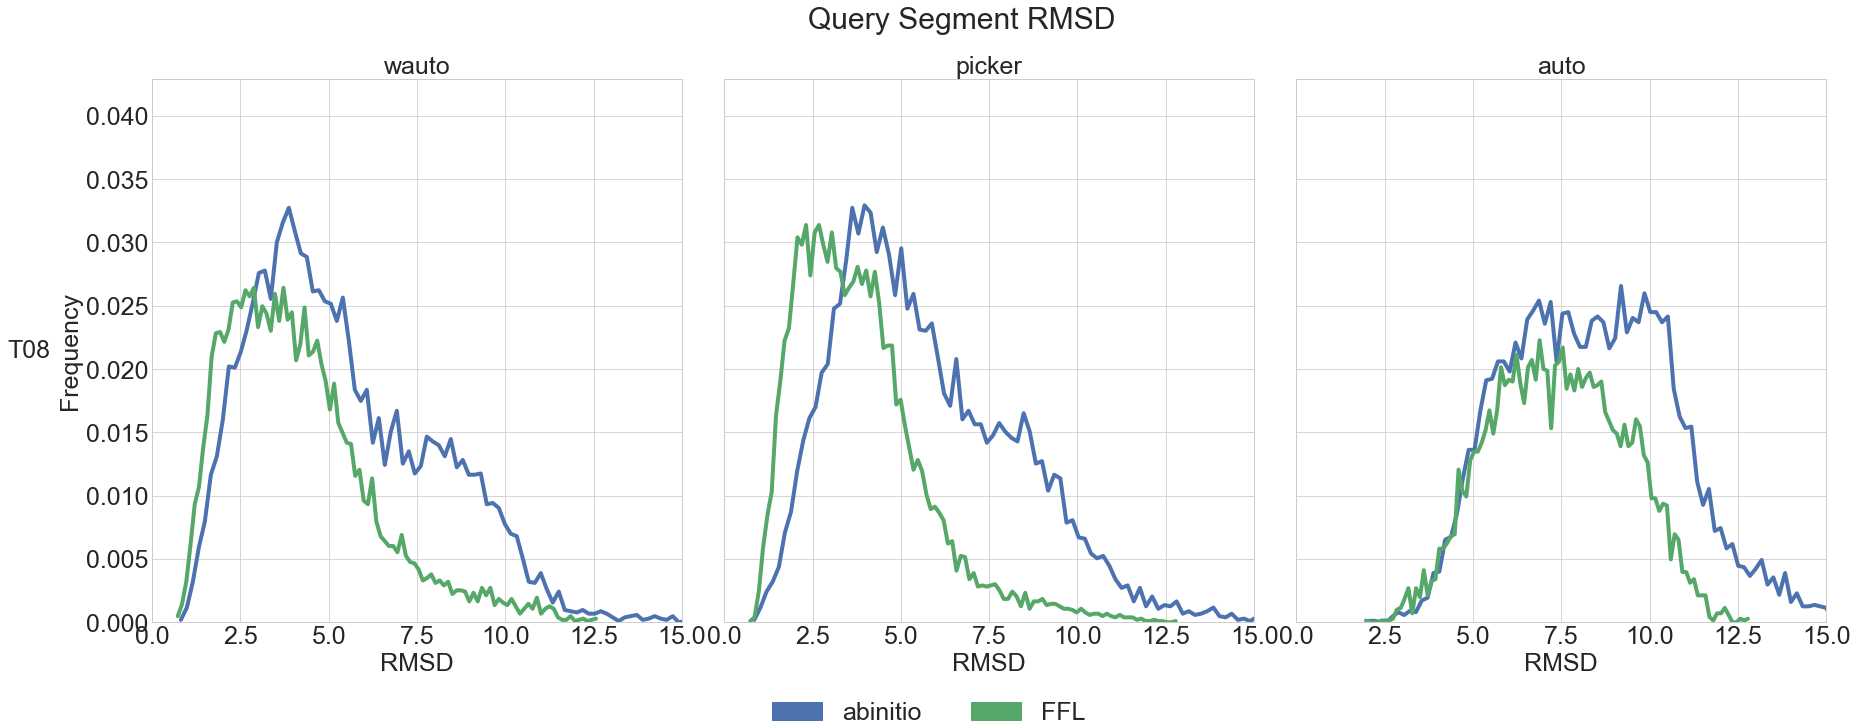 Query Segment RMSD
wauto picker auto
0.040
0.035
0.030
0.025
0.020
0.015
0.010
0.005
0.000
T08
Frequency
0.0 2.5 5.0 7.5 10.0 12.5 15.0
0.0 2.5 5.0 7.5 10.0 12.5 15.0
0.0 2.5 5.0 7.5 10.0 12.5 15.0
RMSD RMSD RMSD
abinitio FFL